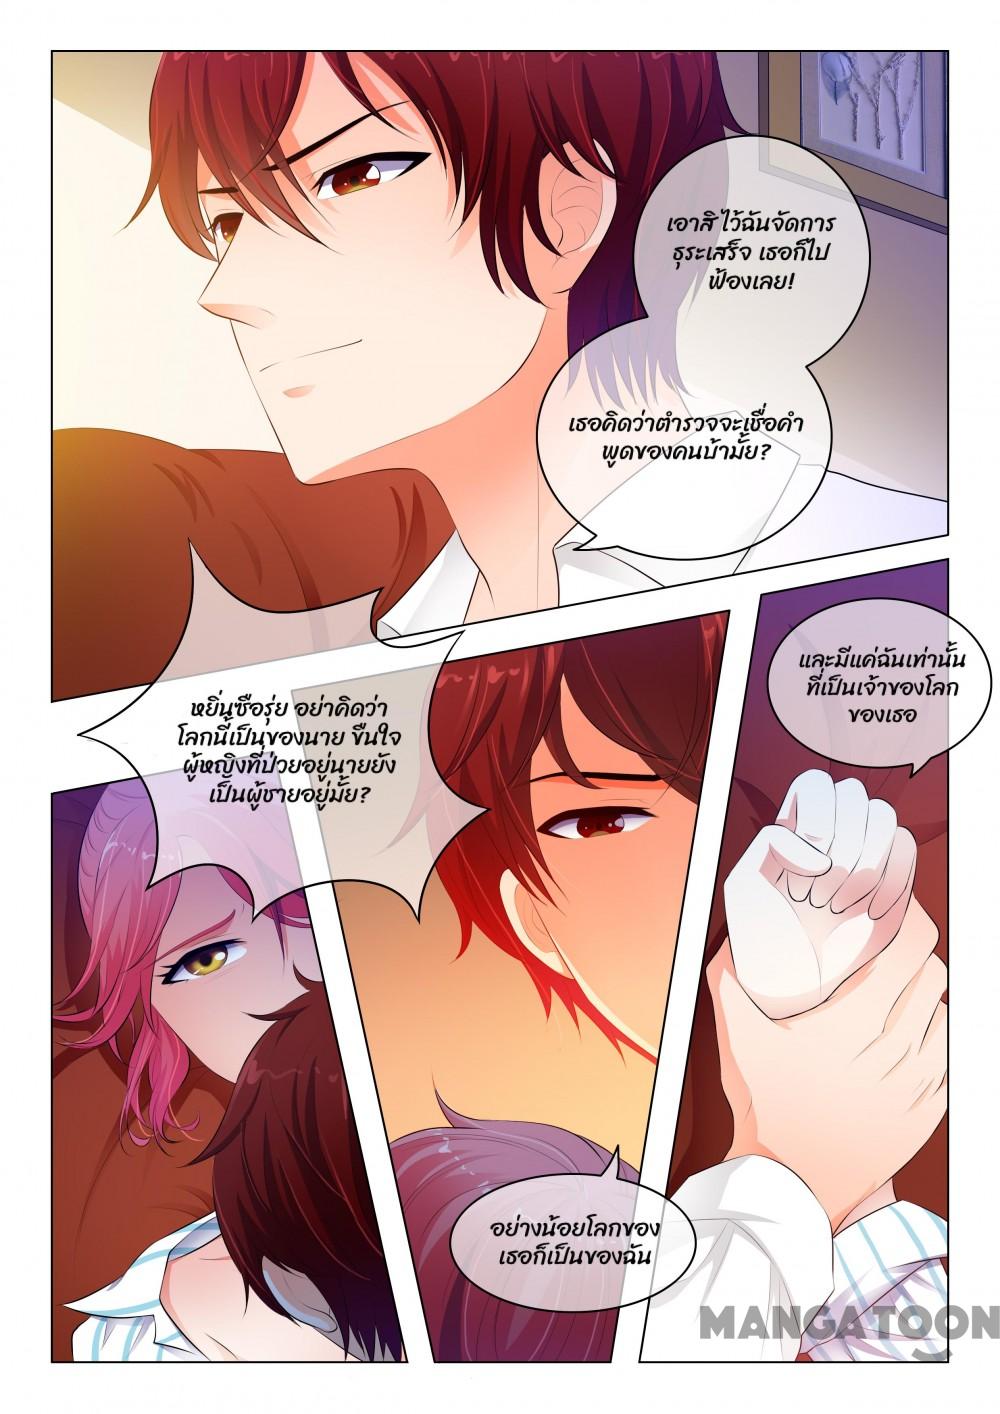 เอาสิ ไว้ฉันจัดการ
ธุระเสร็จ เธอก็ไป
ฟ้องเลย!
เธอคิดว่าตำรวจจะเชื่อคำ
พูดของคนบ้ามั้ย?
หยิ่นซือรุ่ย อย่าคิดว่า
โลกนี้เป็นของนาย ขืนใจ
ผู้หญิงที่ป่วยอยู่นายยัง
เป็นผู้ชายอยู่มั้ย?
อย่างน้อยโลกของ
เธอก็เป็นของฉัน
และมีแค่ฉันเท่านั้น
ที่เป็นเจ้าของโลก
ของเธอ
MANGATOON